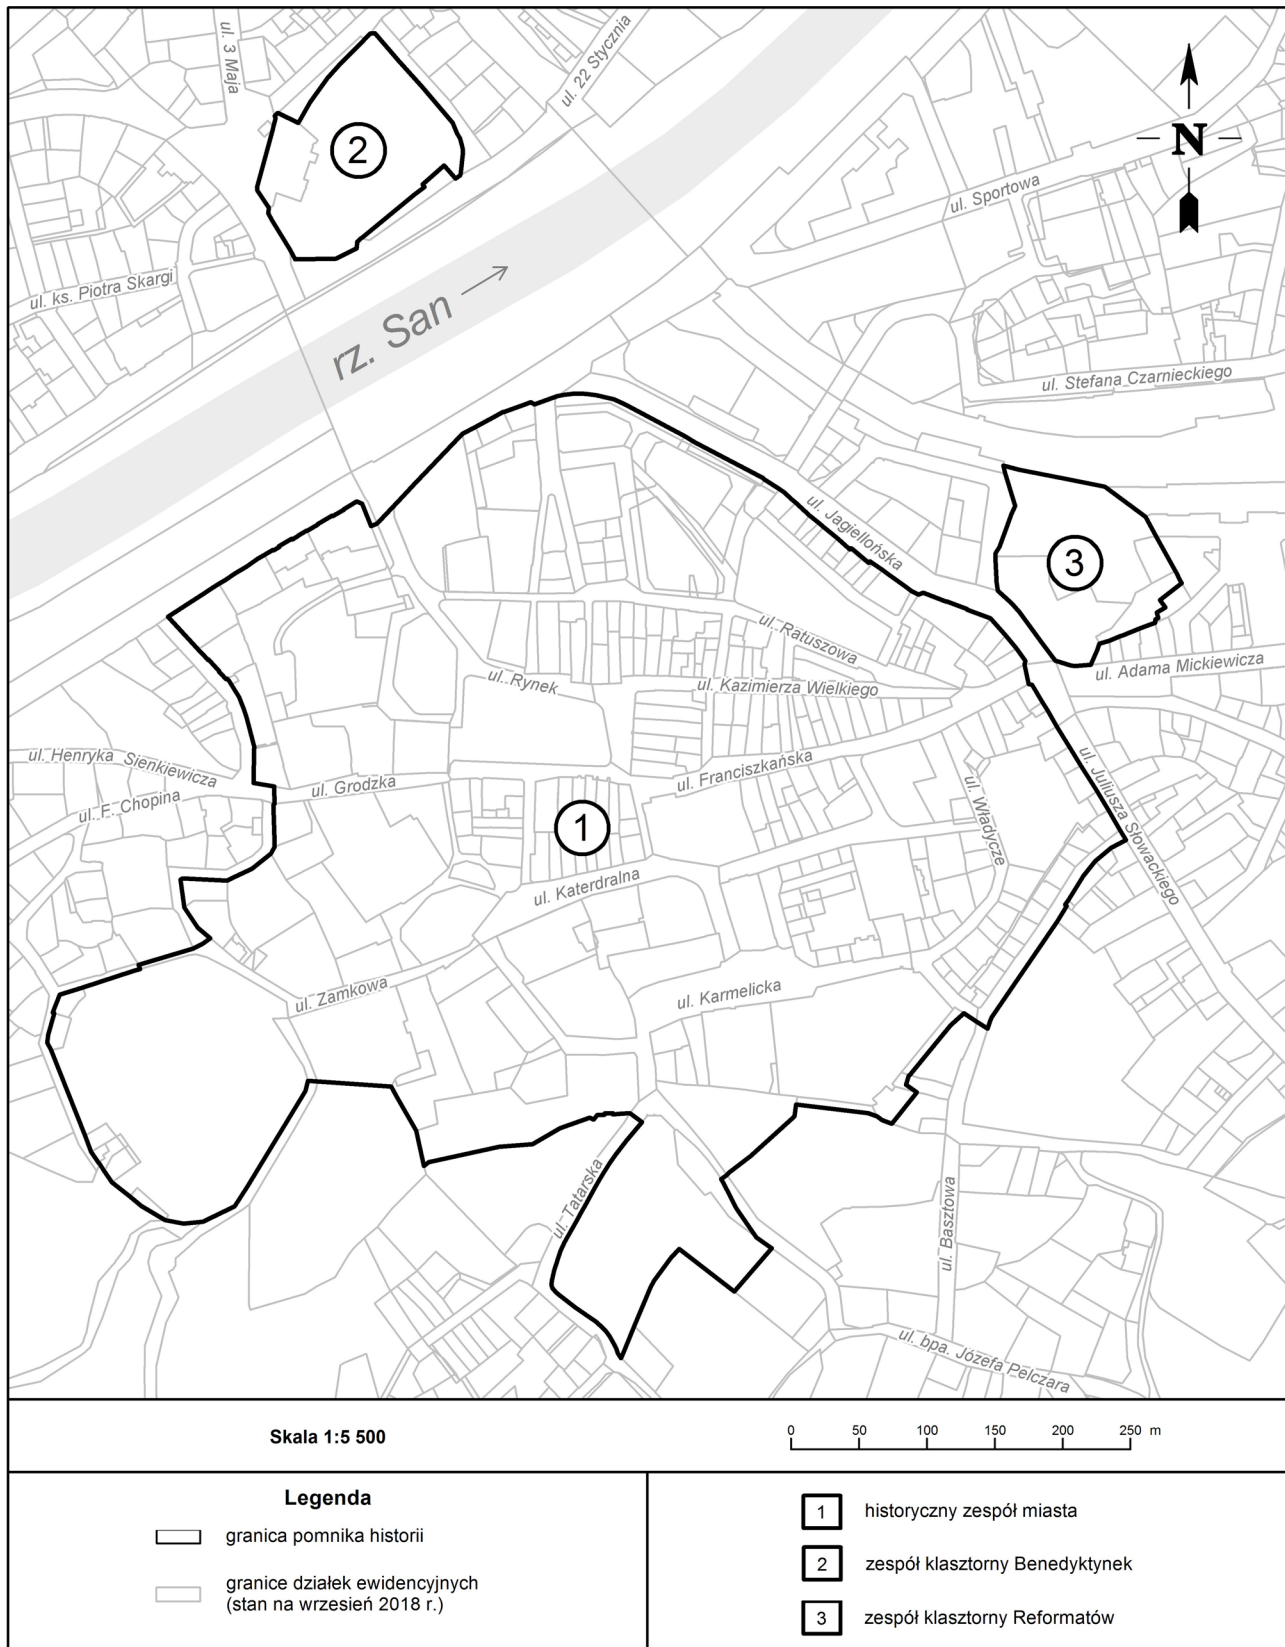 ul. 3 Maja
ul. 22 Stycznia
2
N
ul. Sportowa
ul. ks. Piotra Skargi
rz. San
ul. Stefana Czarnieckiego
ul. Jagiellońska
3
ul. Ratuszowa
ul. Adama Mickiewicza
ul. Rynek
ul. Kazimierza Wielkiego
ul. Henryka Sienkiewicza
ul. Franciszkańska
ul. Grodzka
ul. F. Chopina
ul. Juliusza Słowackiego
ul. Władycze
1
ul. Katerdralna
ul. Zamkowa
ul. Karmelicka
ul. Tatarska
ul. Basztowa
ul. bpa. Józefa Pelczara
Skala 1:5 500
0 50 100 150 200 250 m
Legenda
granica pomnika historii
granice działek ewidencyjnych
(stan na wrzesień 2018 r.)
1 historyczny zespół miasta
2 zespół klasztorny Benedyktynek
3 zespół klasztorny Reformatów